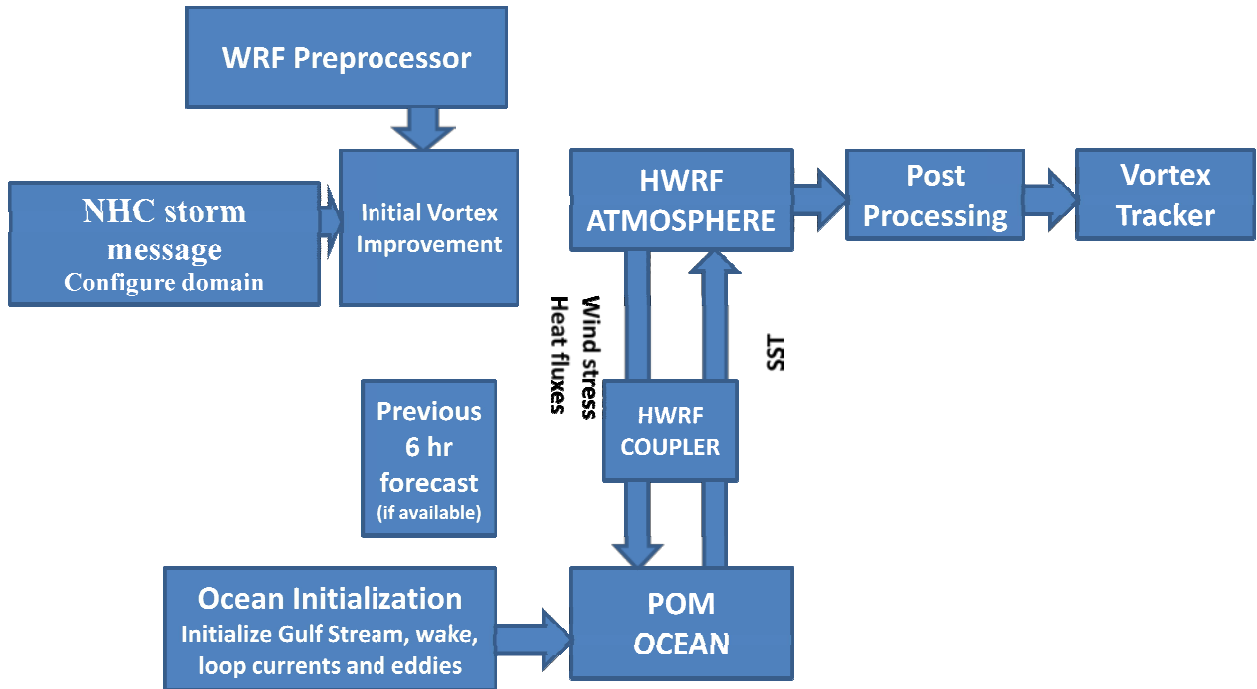 WRF Preprocessor
NHC storm
message
Configure domain
Initial Vortex
Improvement
HWRF
ATMOSPHERE
Post
Processing
Vortex
Tracker
Wind stress
Heat fluxes
SST
Previous
6 hr
forecast
(if available)
HWRF
COUPLER
Ocean Initialization
Initialize Gulf Stream, wake,
loop currents and eddies
POM
OCEAN